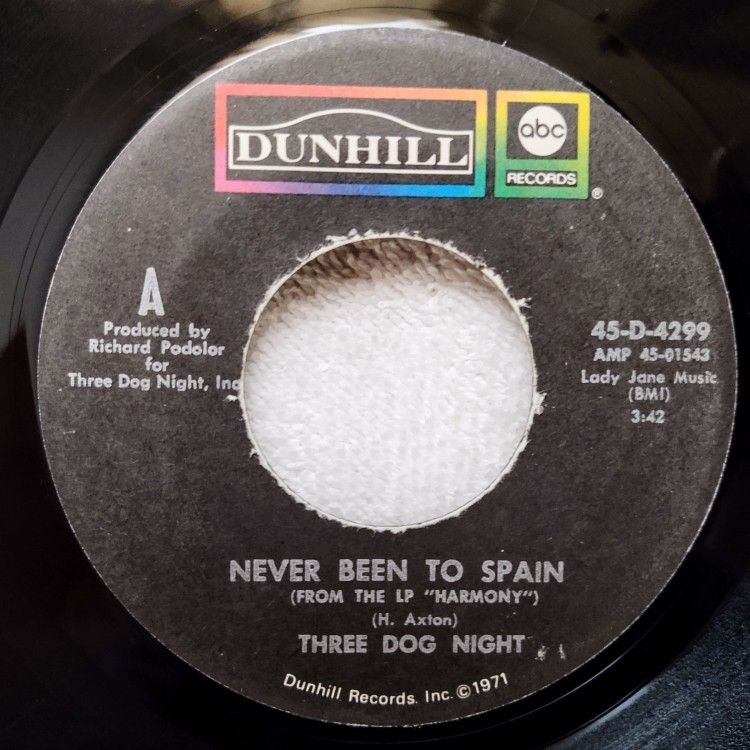 DUNHILL
abc
RECORDS
®
A
Produced by
Richard Podolor
for
Three Dog Night, Inc
45-D-4299
AMP 45-01543
Lady Jane Music
(BMI)
3:42
NEVER BEEN TO SPAIN
(FROM THE LP "HARMONY")
(H. Axton)
THREE DOG NIGHT
Dunhill Records, Inc. ©1971